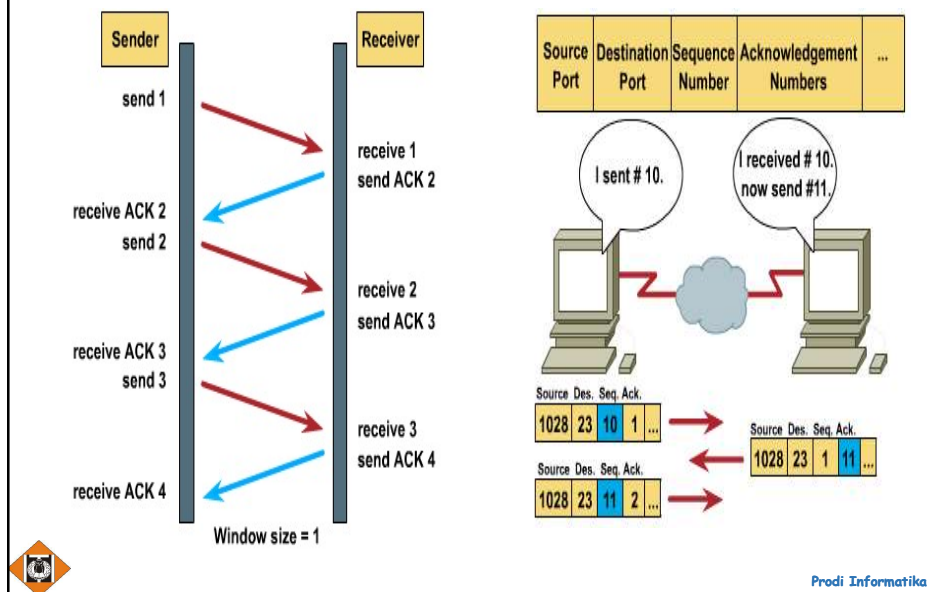 Sender
Receiver
send 1
receive 1
send ACK 2
receive ACK 2
send 2
receive 2
send ACK 3
receive ACK 3
send 3
receive 3
send ACK 4
receive ACK 4
Window size = 1
Source Port
Destination Port
Sequence Number
Acknowledgement Numbers
...
I sent # 10.
I received # 10.
now send #11.
Source Des. Seq. Ack.
1028 23 10 1 ...
Source Des. Seq. Ack.
1028 23 1 11 ...
Source Des. Seq. Ack.
1028 23 11 2 ...
Prodi Informatika